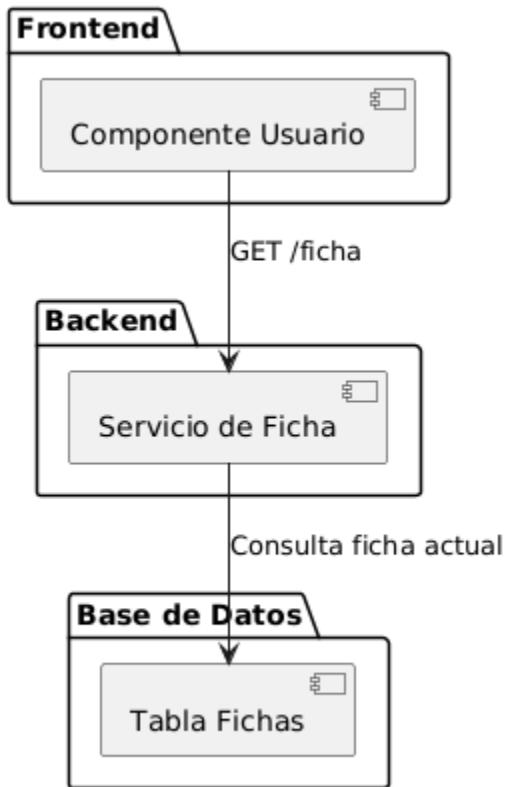 Frontend
Componente Usuario
GET /ficha
Backend
Servicio de Ficha
Consulta ficha actual
Base de Datos
Tabla Fichas